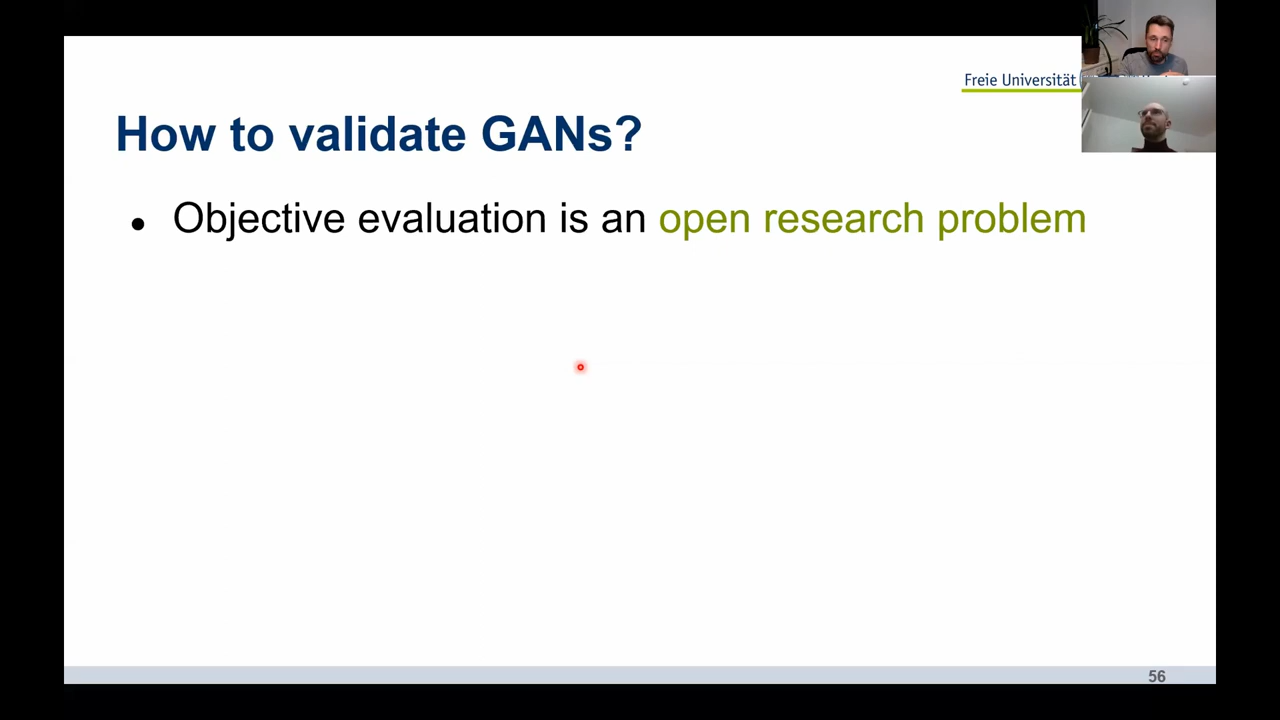 Freie Universität
How to validate GANs?
● Objective evaluation is an open research problem
56